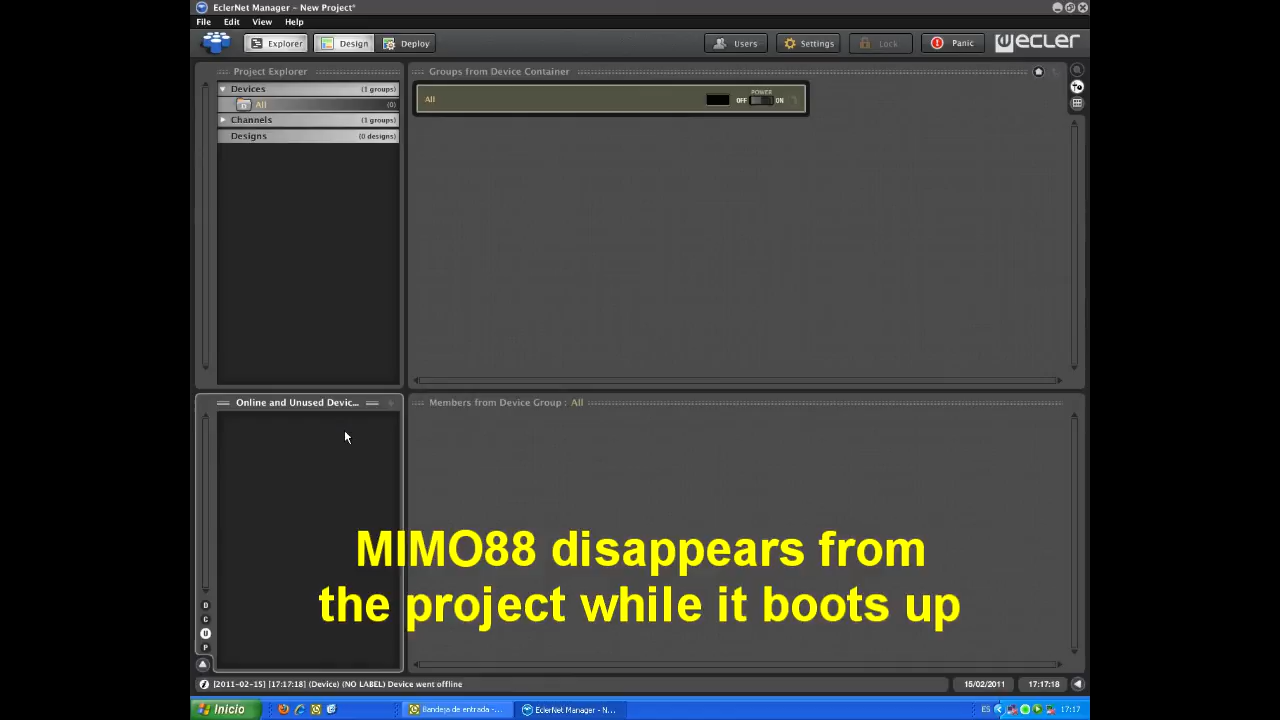 EclerNet Manager ~ New Project*
File Edit View Help
Explorer Design Deploy Users Settings Lock Panic ecler
Project Explorer
Devices (1 groups)
All (0)
Channels (1 groups)
Designs (0 designs)
Groups from Device Container
All OFF POWER ON
Online and Unused Devic...
D
C
U
P
Members from Device Group : All
MIMO88 disappears from
the project while it boots up
[2011-02-15] [17:17:18] (Device) (NO LABEL) Device went offline 15/02/2011 17:17:18
Inicio Bandeja de entrada -... EclerNet Manager - N... ES 17:17